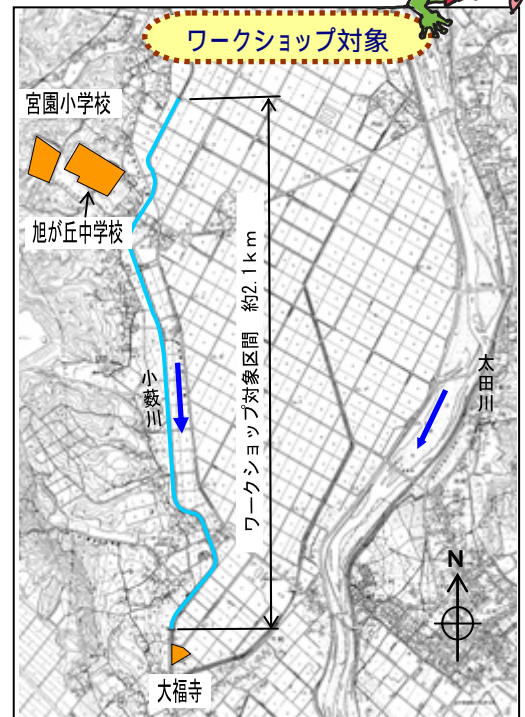 ワークショップ対象
宮園小学校
旭が丘中学校
ワークショップ対象区間 約2.1km
小薮川
太田川
N
大福寺